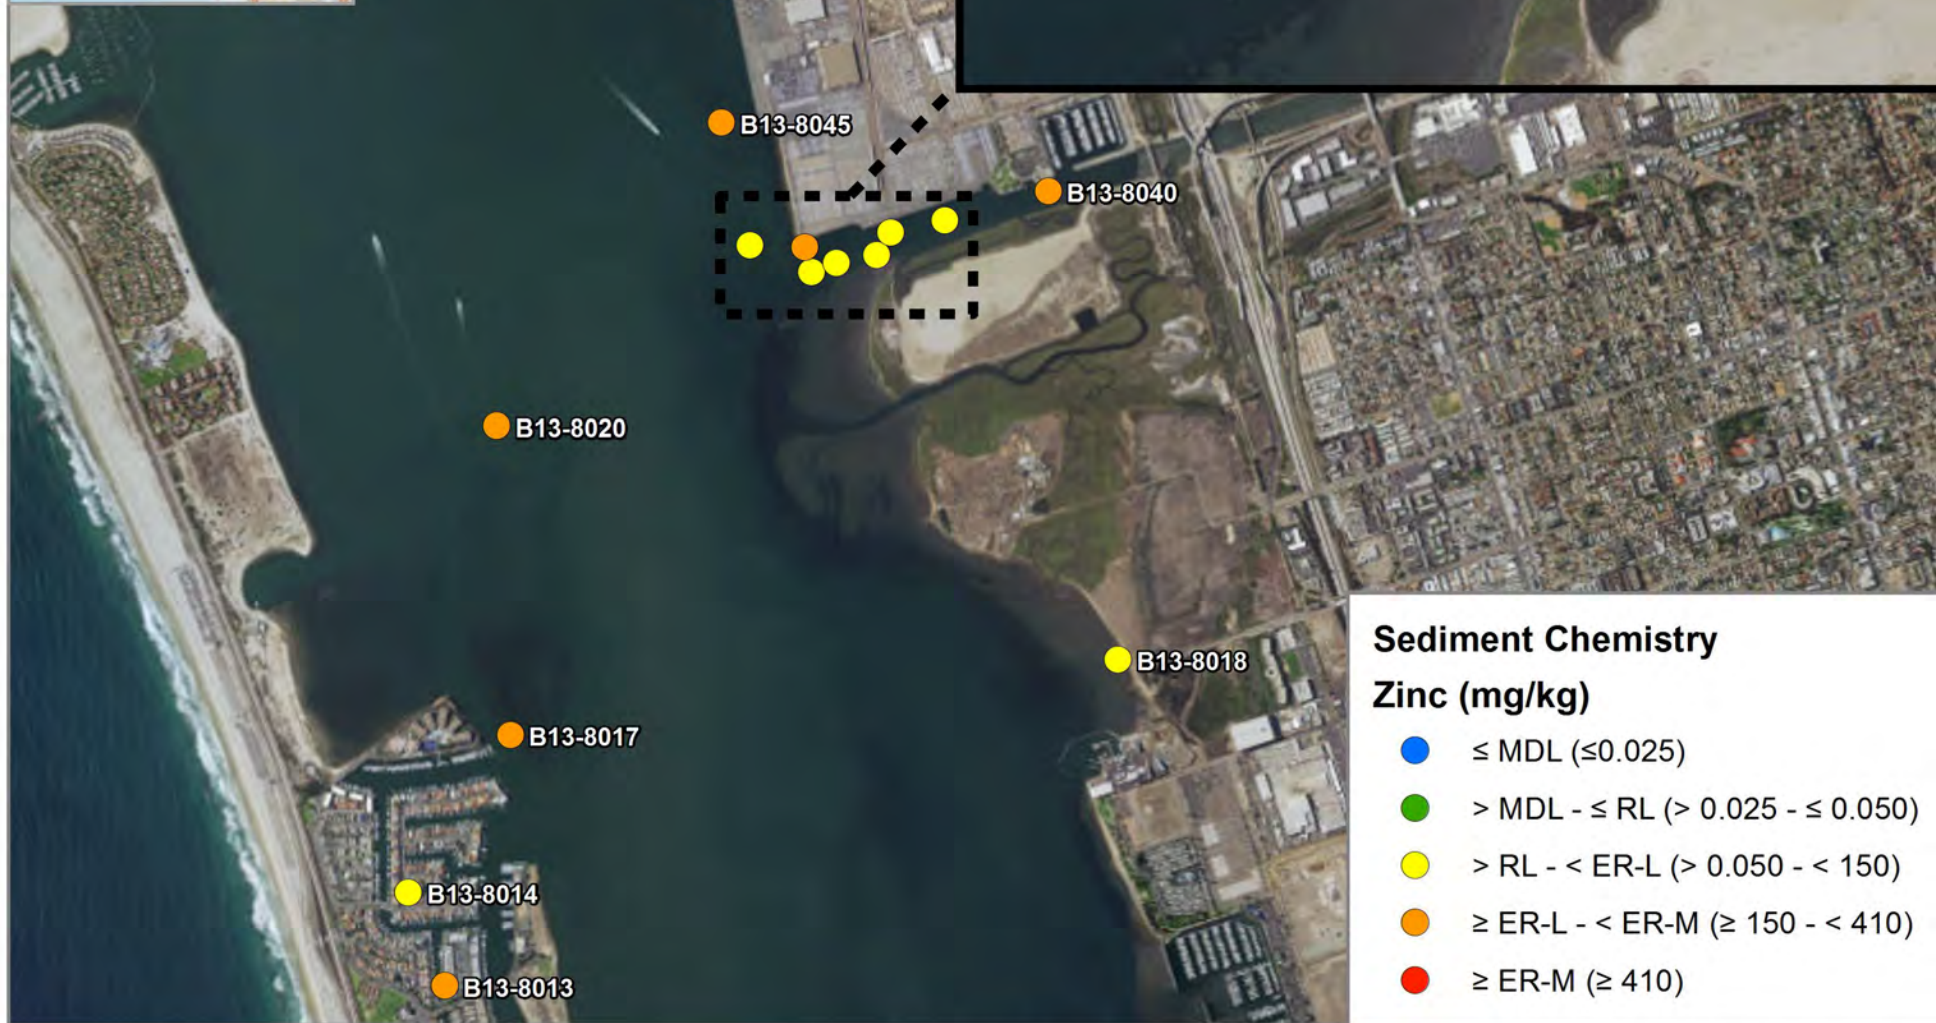 B13-8045
B13-8040
B13-8020
B13-8018
B13-8017
B13-8014
B13-8013
Sediment Chemistry
Zinc (mg/kg)
≤ MDL (≤0.025)
> MDL - ≤ RL (> 0.025 - ≤ 0.050)
> RL - < ER-L (> 0.050 - < 150)
≥ ER-L - < ER-M (≥ 150 - < 410)
≥ ER-M (≥ 410)